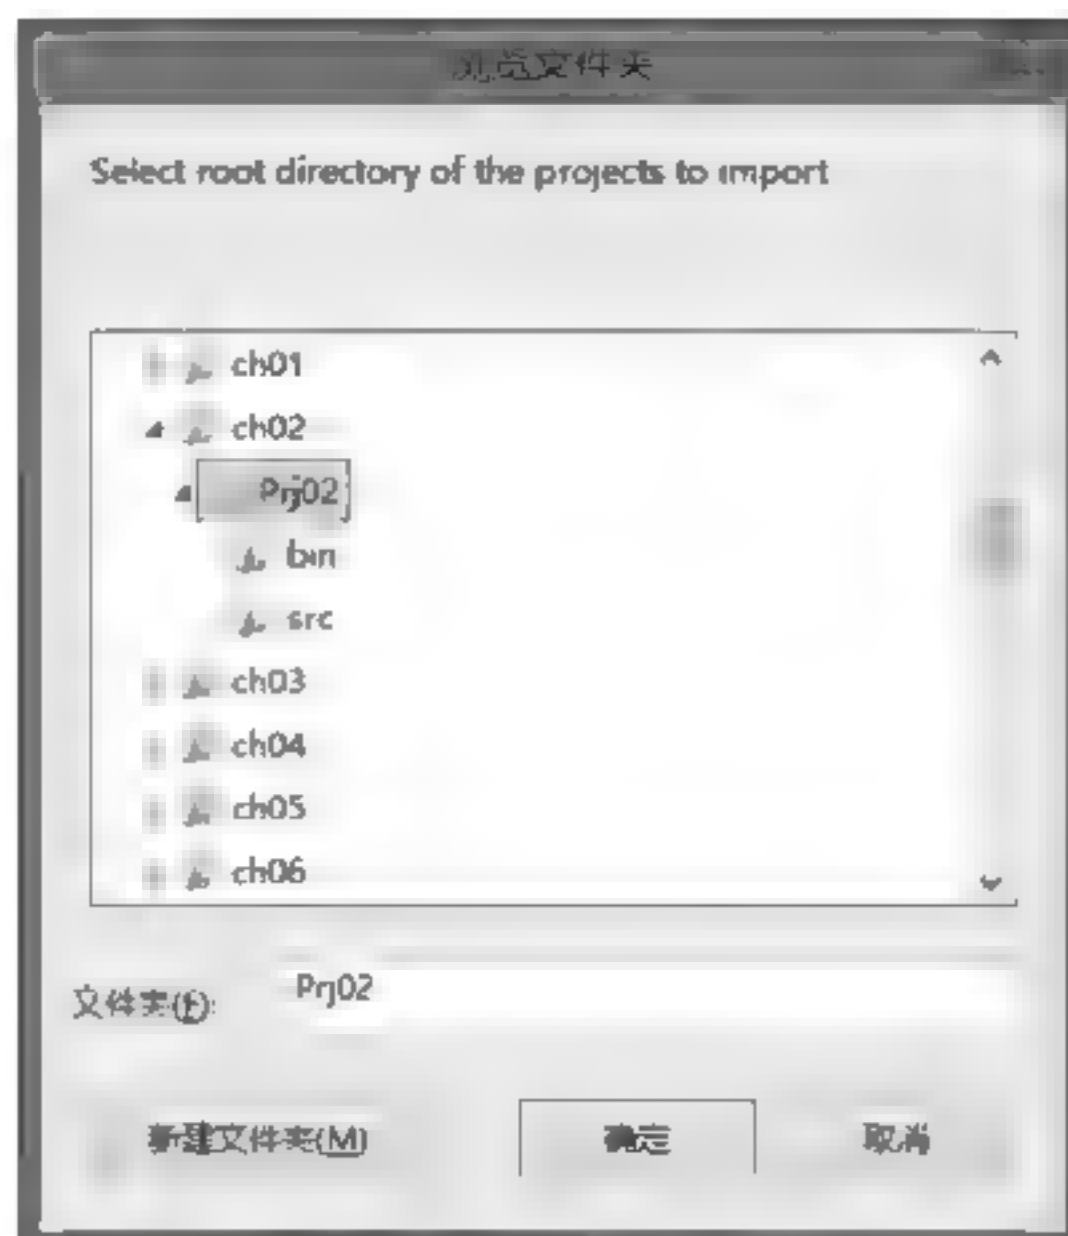 浏览文件夹
Select root directory of the projects to import
ch01
ch02
Prj02
bin
src
ch03
ch04
ch05
ch06
文件夹(F): Prj02
新建文件夹(M) 确定 取消